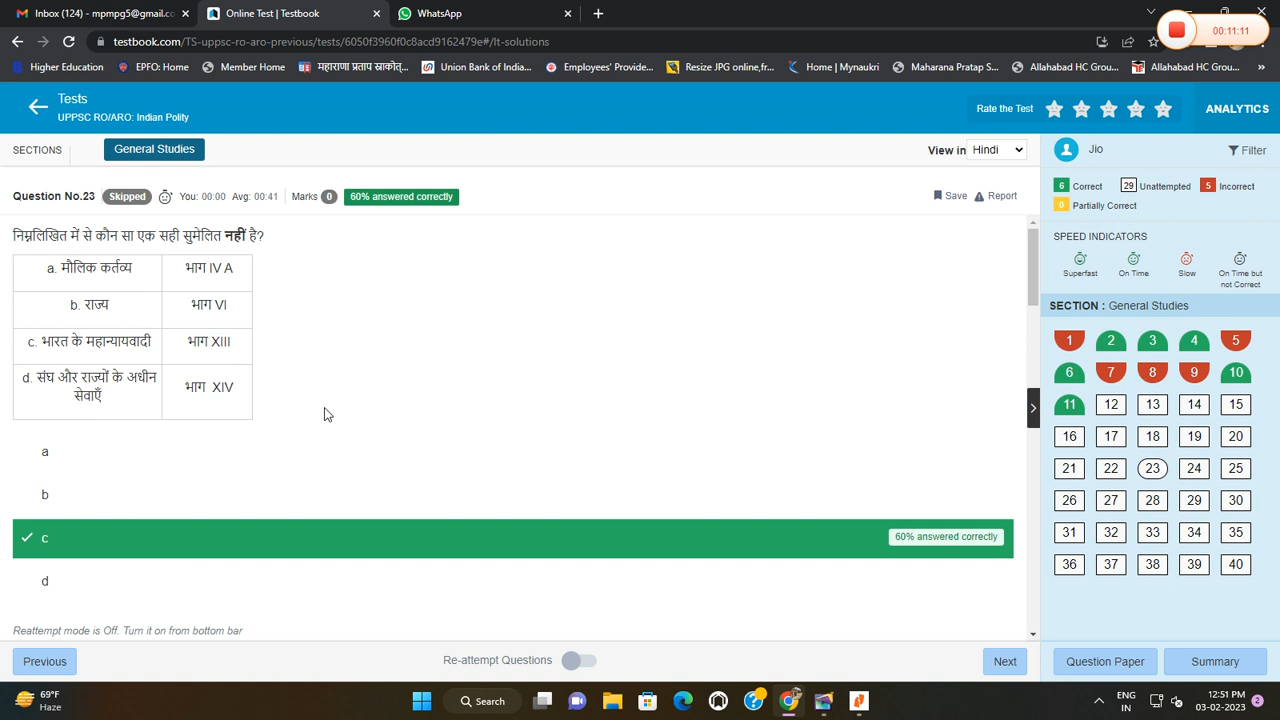 Inbox (124) - mpmpg5@gmail.co
Online Test | Testbook
WhatsApp
00:11:11
testbook.com/TS-uppsc-ro-aro-previous/tests/6050f3960f0c8acd9162479e#/lt-solutions
Higher Education
EPFO: Home
Member Home
महाराणा प्रताप स्राकोत्...
Union Bank of India...
Employees' Provide...
Resize JPG online,fr...
Home | Mynaukri
Maharana Pratap S...
Allahabad HC Grou...
Allahabad HC Grou...
Tests
UPPSC RO/ARO: Indian Polity
Rate the Test
ANALYTICS
SECTIONS
General Studies
View in Hindi
Jio
Filter
Question No.23
Skipped
You: 00:00 Avg: 00:41
Marks 0
60% answered correctly
Save
Report
6 Correct
29 Unattempted
5 Incorrect
0 Partially Correct
निम्नलिखित में से कौन सा एक सही सुमेलित नहीं है?
a. मौलिक कर्तव्य
भाग IV A
b. राज्य
भाग VI
c. भारत के महान्यायवादी
भाग XIII
d. संघ और राज्यों के अधीन
सेवाएँ
भाग XIV
a
b
c
60% answered correctly
d
Reattempt mode is Off. Turn it on from bottom bar
SPEED INDICATORS
Superfast
On Time
Slow
On Time but
not Correct
SECTION : General Studies
1 2 3 4 5
6 7 8 9 10
11 12 13 14 15
16 17 18 19 20
21 22 23 24 25
26 27 28 29 30
31 32 33 34 35
36 37 38 39 40
Previous
Re-attempt Questions
Next
Question Paper
Summary
69°F
Haze
Search
ENG
IN
12:51 PM
03-02-2023
2